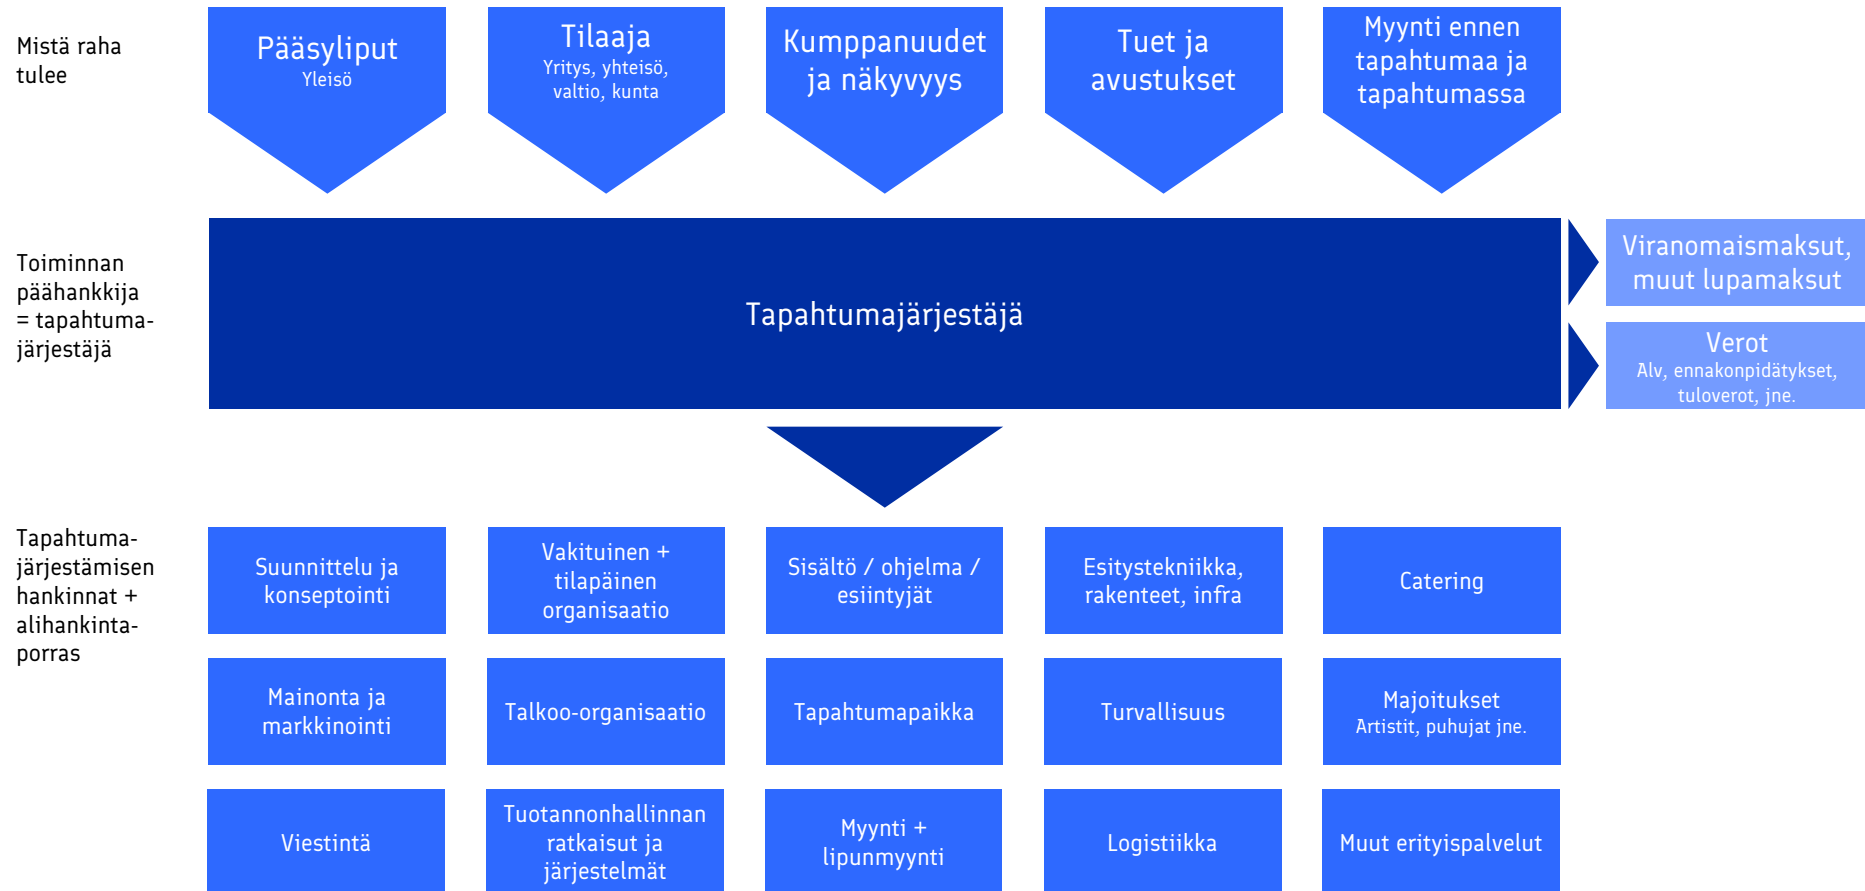 Mistä raha
tulee
Pääsyliput
Yleisö
Tilaaja
Yritys, yhteisö,
valtio, kunta
Kumppanuudet
ja näkyvyys
Tuet ja
avustukset
Myynti ennen
tapahtumaa ja
tapahtumassa
Toiminnan
päähankkija
= tapahtuma-
järjestäjä
Tapahtumajärjestäjä
Viranomaismaksut,
muut lupamaksut
Verot
Alv, ennakonpidätykset,
tuloverot, jne.
Tapahtuma-
järjestämisen
hankinnat +
alihankinta-
porras
Suunnittelu ja
konseptointi
Vakituinen +
tilapäinen
organisaatio
Sisältö / ohjelma /
esiintyjät
Esitystekniikka,
rakenteet, infra
Catering
Mainonta ja
markkinointi
Talkoo-organisaatio
Tapahtumapaikka
Turvallisuus
Majoitukset
Artistit, puhujat jne.
Viestintä
Tuotannonhallinnan
ratkaisut ja
järjestelmät
Myynti +
lipunmyynti
Logistiikka
Muut erityispalvelut